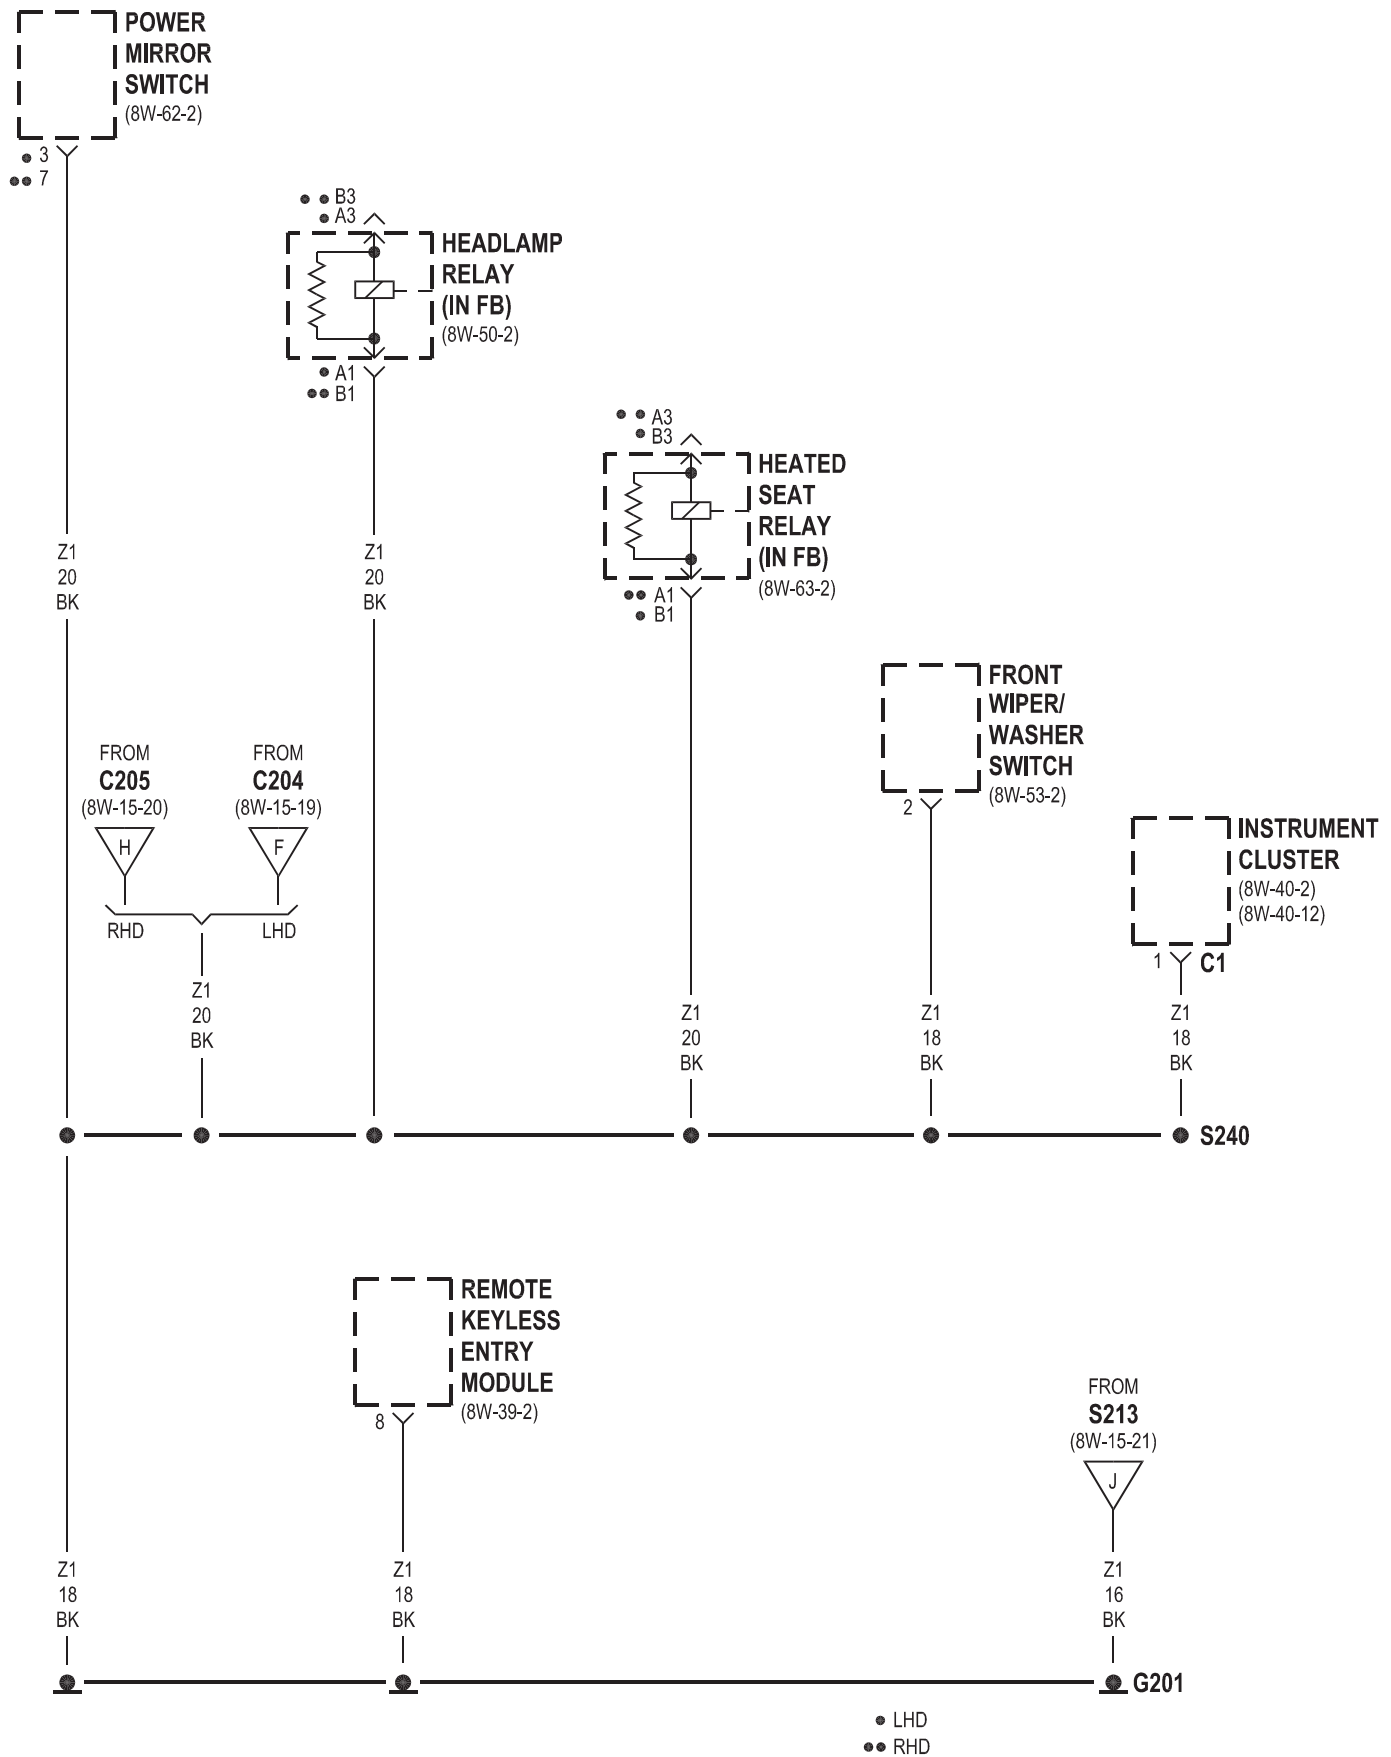 POWER
MIRROR
SWITCH
(8W-62-2)
3
7
B3
A3
HEADLAMP
RELAY
(IN FB)
(8W-50-2)
A1
B1
A3
B3
HEATED
SEAT
RELAY
(IN FB)
(8W-63-2)
A1
B1
Z1
20
BK
Z1
20
BK
FRONT
WIPER/
WASHER
SWITCH
(8W-53-2)
2
FROM
C205
(8W-15-20)
H
RHD
FROM
C204
(8W-15-19)
F
LHD
INSTRUMENT
CLUSTER
(8W-40-2)
(8W-40-12)
1
C1
Z1
20
BK
Z1
20
BK
Z1
18
BK
Z1
18
BK
S240
REMOTE
KEYLESS
ENTRY
MODULE
(8W-39-2)
8
FROM
S213
(8W-15-21)
J
Z1
18
BK
Z1
18
BK
Z1
16
BK
G201
LHD
RHD